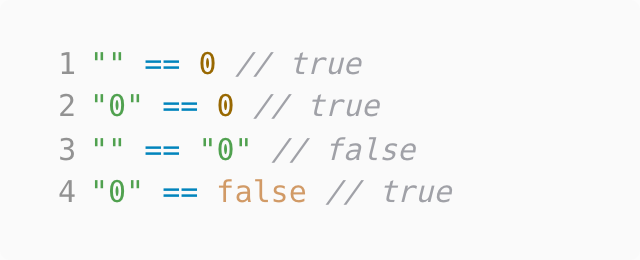 1 "" == 0 // true
2 "0" == 0 // true
3 "" == "0" // false
4 "0" == false // true